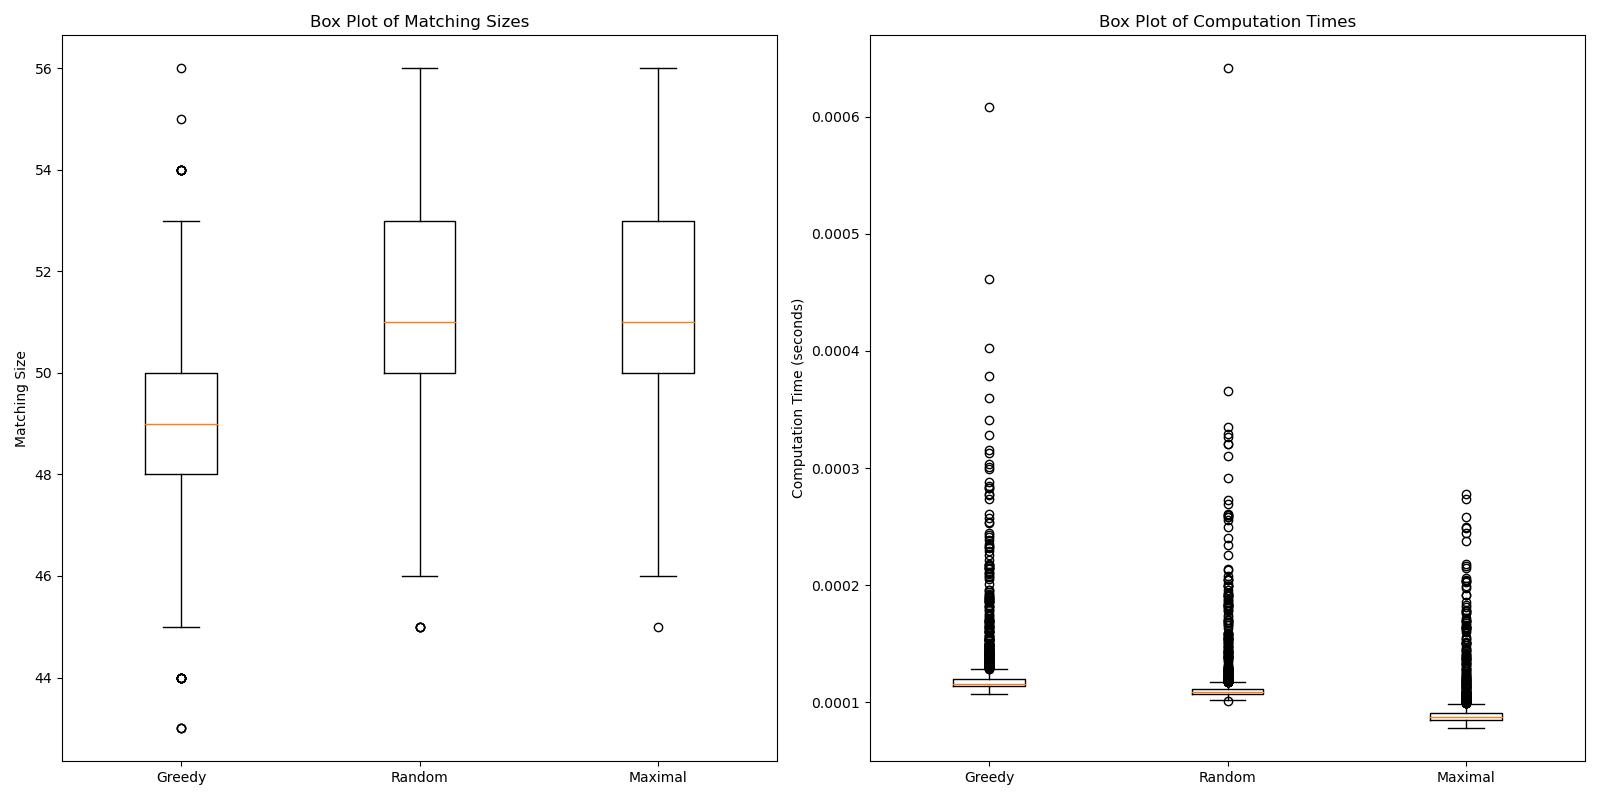 Box Plot of Matching Sizes
Matching Size
56
54
52
50
48
46
44
Greedy Random Maximal
Box Plot of Computation Times
Computation Time (seconds)
0.0006
0.0005
0.0004
0.0003
0.0002
0.0001
Greedy Random Maximal